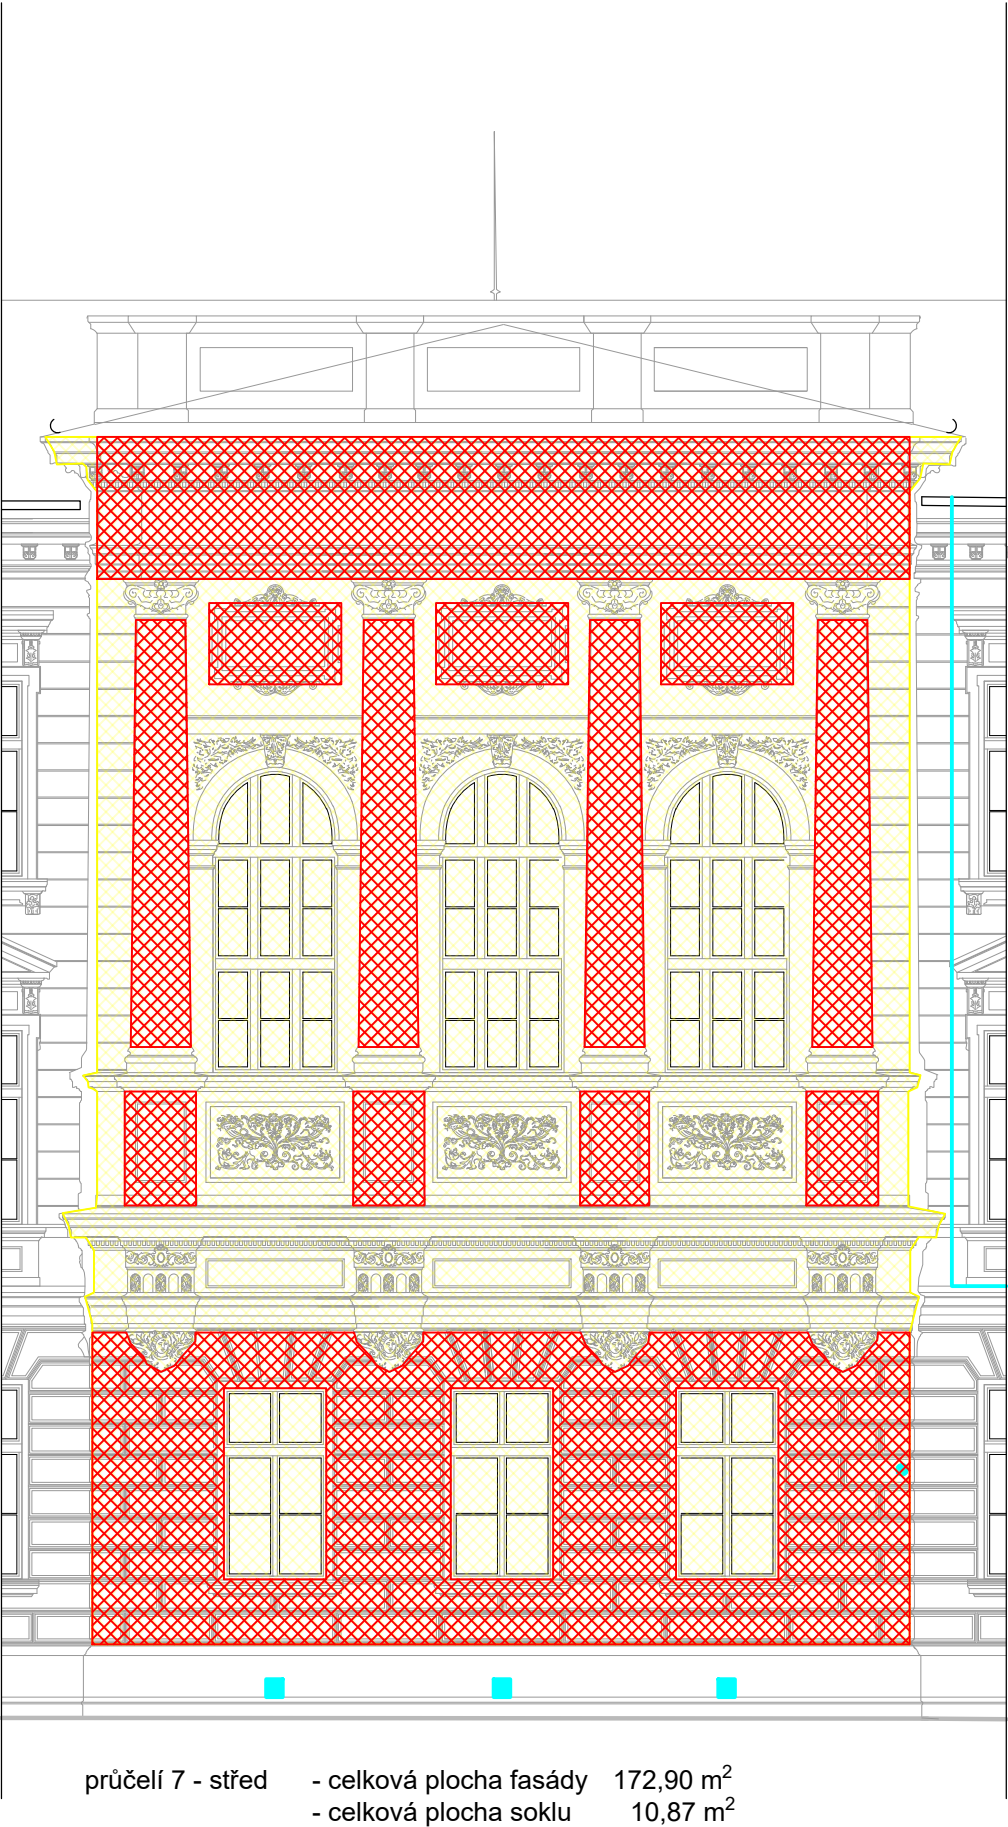 průčelí 7 - střed - celková plocha fasády 172,90 m²
- celková plocha soklu 10,87 m²